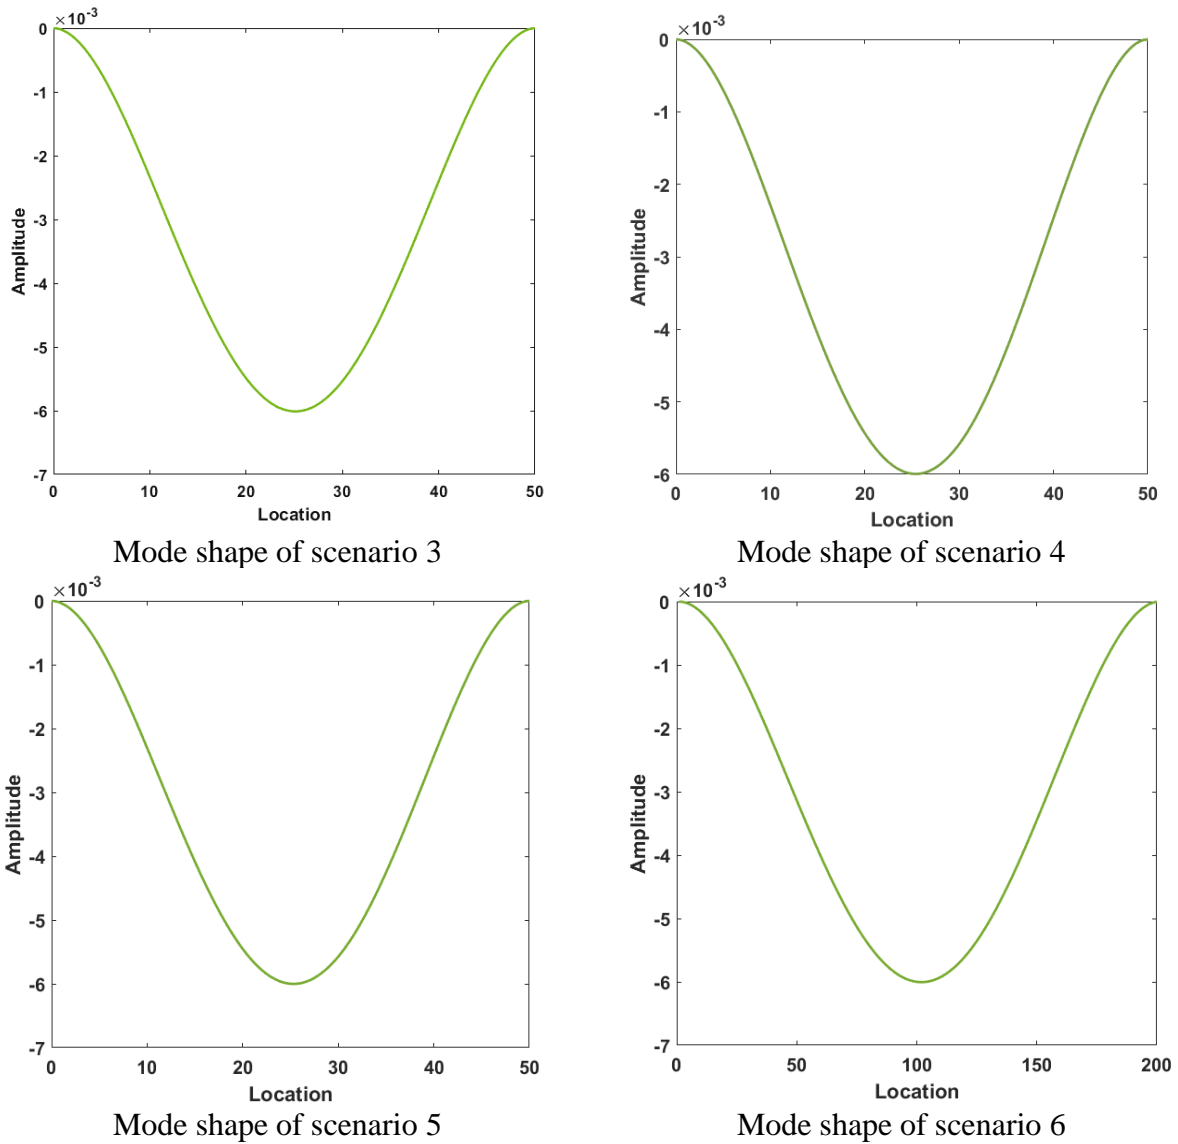 ×10-3
0
-1
-2
-3
-4
-5
-6
-7
Amplitude
0 10 20 30 40 50
Location
Mode shape of scenario 3
×10-3
0
-1
-2
-3
-4
-5
-6
Amplitude
0 10 20 30 40 50
Location
Mode shape of scenario 4
×10-3
0
-1
-2
-3
-4
-5
-6
-7
Amplitude
0 10 20 30 40 50
Location
Mode shape of scenario 5
×10-3
0
-1
-2
-3
-4
-5
-6
-7
Amplitude
0 50 100 150 200
Location
Mode shape of scenario 6